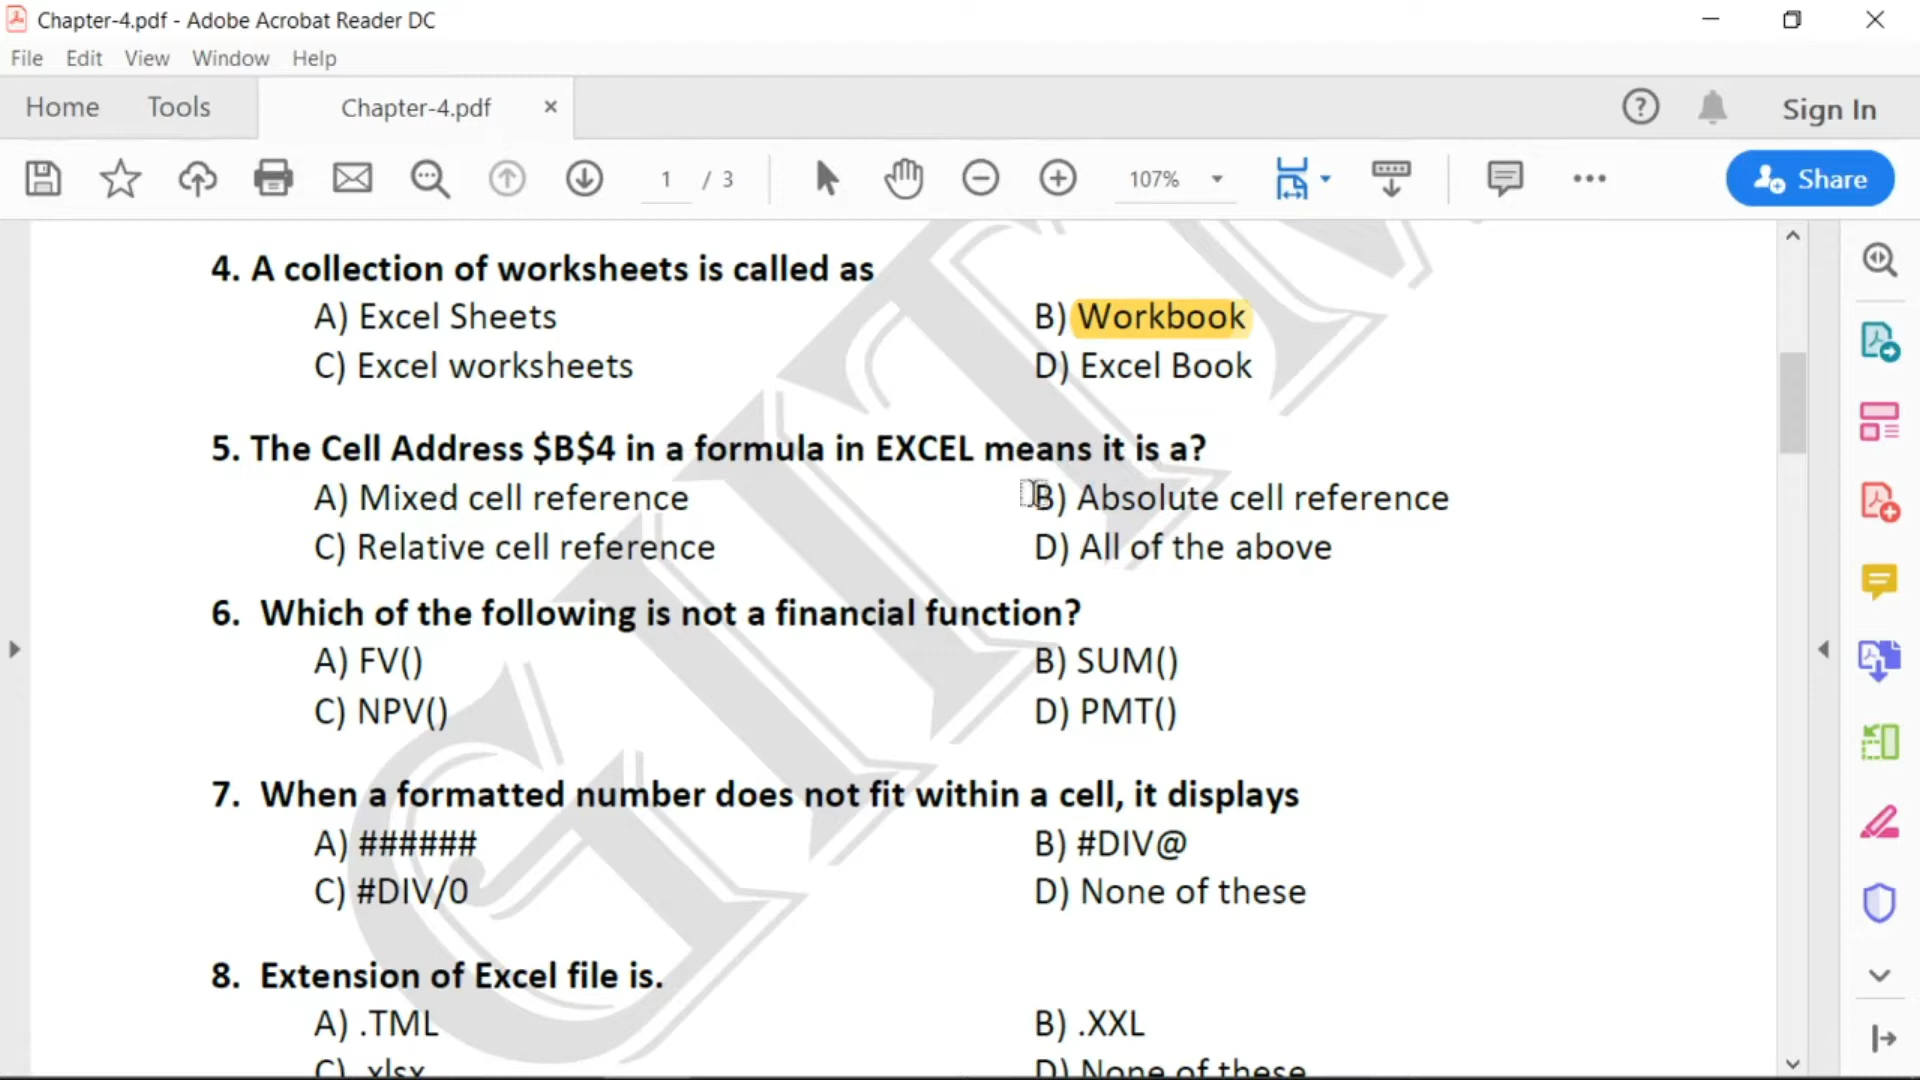 Chapter-4.pdf - Adobe Acrobat Reader DC
File Edit View Window Help
Home Tools Chapter-4.pdf × Sign In
1 / 3 107% Share
4. A collection of worksheets is called as
A) Excel Sheets B) Workbook
C) Excel worksheets D) Excel Book
5. The Cell Address $B$4 in a formula in EXCEL means it is a?
A) Mixed cell reference B) Absolute cell reference
C) Relative cell reference D) All of the above
6. Which of the following is not a financial function?
A) FV() B) SUM()
C) NPV() D) PMT()
7. When a formatted number does not fit within a cell, it displays
A) ###### B) #DIV@
C) #DIV/0 D) None of these
8. Extension of Excel file is.
A) .TML B) .XXL
C) .xlsx D) None of these